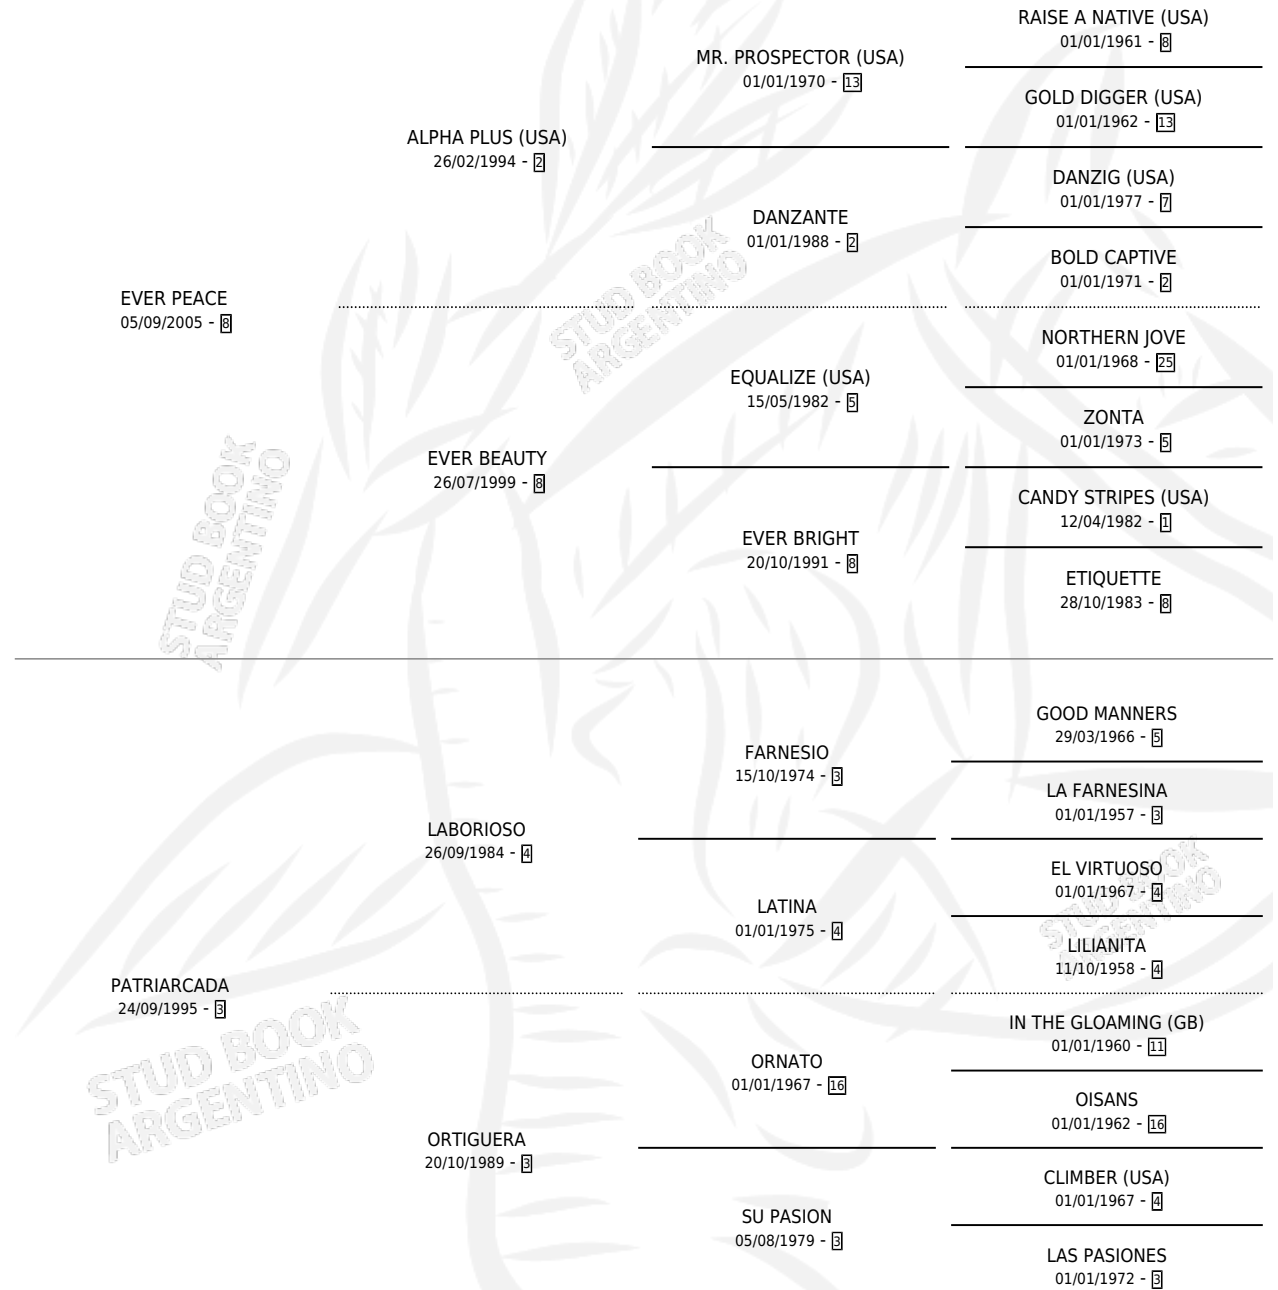 RAISE A NATIVE (USA)
01/01/1961 - 8
MR. PROSPECTOR (USA)
01/01/1970 - 13
GOLD DIGGER (USA)
01/01/1962 - 13
ALPHA PLUS (USA)
26/02/1994 - 2
DANZIG (USA)
01/01/1977 - 7
DANZANTE
01/01/1988 - 2
BOLD CAPTIVE
01/01/1971 - 2
EVER PEACE
05/09/2005 - 8
NORTHERN JOVE
01/01/1968 - 25
EQUALIZE (USA)
15/05/1982 - 5
ZONTA
01/01/1973 - 5
EVER BEAUTY
26/07/1999 - 8
CANDY STRIPES (USA)
12/04/1982 - 1
EVER BRIGHT
20/10/1991 - 8
ETIQUETTE
28/10/1983 - 8
GOOD MANNERS
29/03/1966 - 5
FARNESIO
15/10/1974 - 3
LA FARNESINA
01/01/1957 - 3
LABORIOSO
26/09/1984 - 4
EL VIRTUOSO
01/01/1967 - 4
LATINA
01/01/1975 - 4
LILIANITA
11/10/1958 - 4
PATRIARCADA
24/09/1995 - 3
IN THE GLOAMING (GB)
01/01/1960 - 11
ORNATO
01/01/1967 - 16
OISANS
01/01/1962 - 16
ORTIGUERA
20/10/1989 - 3
CLIMBER (USA)
01/01/1967 - 4
SU PASION
05/08/1979 - 3
LAS PASIONES
01/01/1972 - 3
STUD BOOK
ARGENTINO
STUD BOOK
ARGENTINO
STUD BOOK
ARGENTINO
STUD BOOK
ARGENTINO